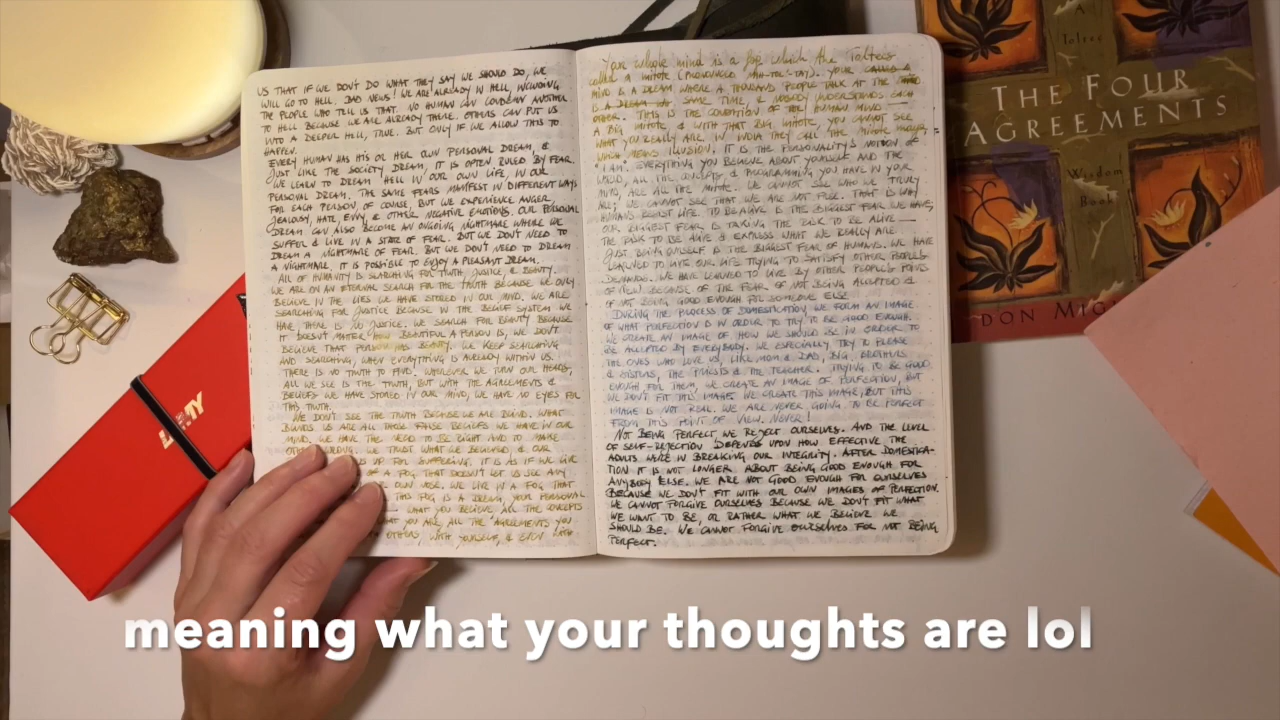 US THAT IF WE DON'T DO WHAT THEY SAY WE SHOULD DO, WE
WILL GO TO HELL. BAD NEWS! WE ARE ALREADY IN HELL, INCLUDING
THE PEOPLE WHO TELL US THAT. NO HUMAN CAN CONDEMN ANOTHER
TO HELL BECAUSE WE ARE ALREADY THERE. OTHERS CAN PUT US
INTO A DEEPER HELL, TRUE. BUT ONLY IF WE ALLOW THIS TO
HAPPEN.
EVERY HUMAN HAS HIS OR HER OWN PERSONAL DREAM, &
JUST LIKE THE SOCIETY DREAM, IT IS OFTEN RULED BY FEAR.
WE LEARN TO DREAM HELL IN OUR OWN LIFE, IN OUR
PERSONAL DREAM. THE SAME FEARS MANIFEST IN DIFFERENT WAYS
FOR EACH PERSON, OF COURSE, BUT WE EXPERIENCE ANGER,
JEALOUSY, HATE, ENVY, & OTHER NEGATIVE EMOTIONS. OUR PERSONAL
DREAM CAN ALSO BECOME AN ONGOING NIGHTMARE WHERE WE
SUFFER & LIVE IN A STATE OF FEAR. BUT WE DON'T NEED TO
DREAM A NIGHTMARE OF FEAR. BUT WE DON'T NEED TO DREAM
A NIGHTMARE. IT IS POSSIBLE TO ENJOY A PLEASANT DREAM.
ALL OF HUMANITY IS SEARCHING FOR TRUTH, JUSTICE & BEAUTY.
WE ARE ON AN ETERNAL SEARCH FOR THE TRUTH BECAUSE WE ONLY
BELIEVE IN THE LIES WE HAVE STORED IN OUR MIND. WE ARE
SEARCHING FOR JUSTICE BECAUSE IN THE BELIEF SYSTEM WE
HAVE THERE IS NO JUSTICE. WE SEARCH FOR BEAUTY BECAUSE
IT DOESN'T MATTER HOW BEAUTIFUL A PERSON IS, WE DON'T
BELIEVE THAT PERSON HAS BEAUTY. WE KEEP SEARCHING
AND SEARCHING, WHEN EVERYTHING IS ALREADY WITHIN US.
THERE IS NO TRUTH TO FIND. WHEREVER WE TURN OUR HEADS,
ALL WE SEE IS THE TRUTH, BUT WITH THE AGREEMENTS &
BELIEFS WE HAVE STORED IN OUR MIND, WE HAVE NO EYES FOR
THIS TRUTH.
WE DON'T SEE THE TRUTH BECAUSE WE ARE BLIND. WHAT
BLINDS US ARE ALL THOSE FALSE BELIEFS WE HAVE IN OUR
MIND. WE HAVE THE NEED TO BE RIGHT AND TO MAKE
OTHERS WRONG. WE TRUST WHAT WE BELIEVE, & OUR
US UP FOR SUFFERING. IT IS AS IF WE LIVE
OF A FOG THAT DOESN'T LET US SEE ANY
OWN NOSE. WE LIVE IN A FOG THAT
THIS FOG IS A DREAM, YOUR PERSONAL
WHAT YOU BELIEVE, ALL THE CONCEPTS
WHAT YOU ARE, ALL THE AGREEMENTS YOU
OTHERS, WITH YOURSELF, & EVEN WITH
Your whole mind is a fog which the Toltecs
called a mitote (PRONOUNCED MIH-TOE-TAY). YOUR
MIND IS A DREAM WHERE A THOUSAND PEOPLE TALK AT THE
SAME TIME & NOBODY UNDERSTANDS EACH
OTHER. THIS IS THE CONDITION OF THE HUMAN MIND —
A BIG MITOTE, & WITH THAT BIG MITOTE, YOU CANNOT SEE
WHAT YOU REALLY ARE. IN INDIA THEY CALL THE MITOTE MAYA,
WHICH MEANS ILLUSION. IT IS THE PERSONALITY'S NOTION OF
"I AM". EVERYTHING YOU BELIEVE ABOUT YOURSELF AND THE
WORLD, ALL THE CONCEPTS & PROGRAMMING YOU HAVE IN YOUR
MIND, ARE ALL THE MITOTE. WE CANNOT SEE WHO WE TRULY
ARE; WE CANNOT SEE THAT WE ARE NOT FREE. THAT IS WHY
HUMANS RESIST LIFE. TO BE ALIVE IS THE BIGGEST FEAR WE HAVE,
OUR BIGGEST FEAR IS TAKING THE RISK TO BE ALIVE —
THE RISK TO BE ALIVE & EXPRESS WHAT WE REALLY ARE.
JUST BEING OURSELF IS THE BIGGEST FEAR OF HUMANS. WE HAVE
LEARNED TO LIVE OUR LIFE TRYING TO SATISFY OTHER PEOPLE'S
DEMANDS. WE HAVE LEARNED TO LIVE BY OTHER PEOPLE'S POINTS
OF VIEW BECAUSE OF THE FEAR OF NOT BEING ACCEPTED &
OF NOT BEING GOOD ENOUGH FOR SOMEONE ELSE
DURING THE PROCESS OF DOMESTICATION, WE FORM AN IMAGE
OF WHAT PERFECTION IS IN ORDER TO TRY TO BE GOOD ENOUGH.
WE CREATE AN IMAGE OF HOW WE SHOULD BE IN ORDER TO
BE ACCEPTED BY EVERYBODY. WE ESPECIALLY TRY TO PLEASE
THE ONES WHO LOVE US, LIKE MOM & DAD, BIG BROTHERS
& SISTERS, THE PRIESTS & THE TEACHER. TRYING TO BE GOOD
ENOUGH FOR THEM, WE CREATE AN IMAGE OF PERFECTION, BUT
WE DON'T FIT THIS IMAGE. WE CREATE THIS IMAGE, BUT THIS
IMAGE IS NOT REAL. WE ARE NEVER GOING TO BE PERFECT
FROM THIS POINT OF VIEW. NEVER!
NOT BEING PERFECT, WE REJECT OURSELVES. AND THE LEVEL
OF SELF-REJECTION DEPENDS UPON HOW EFFECTIVE THE
ADULTS WERE IN BREAKING OUR INTEGRITY. AFTER DOMESTICA-
TION IT IS NOT LONGER ABOUT BEING GOOD ENOUGH FOR
ANYBODY ELSE. WE ARE NOT GOOD ENOUGH FOR OURSELVES
BECAUSE WE DON'T FIT WITH OUR OWN IMAGES OF PERFECTION.
WE CANNOT FORGIVE OURSELVES BECAUSE WE DON'T FIT WHAT
WE WANT TO BE, OR RATHER WHAT WE BELIEVE WE
SHOULD BE. WE CANNOT FORGIVE OURSELVES FOR NOT BEING
PERFECT.
A
Toltec
THE FOUR
AGREEMENTS
Wisdom
Book
DON MIG
meaning what your thoughts are lol